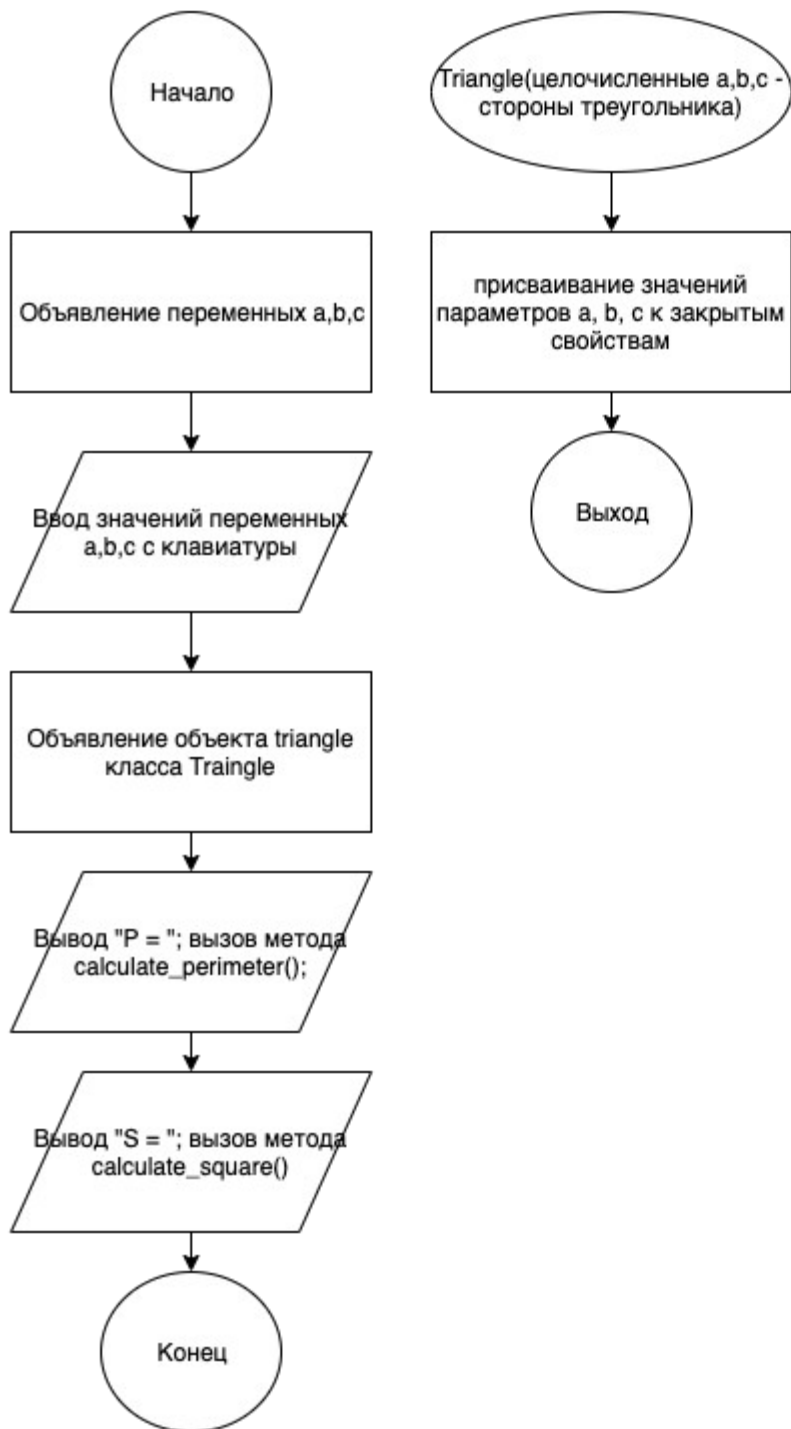 Начало
Объявление переменных a,b,c
Ввод значений переменных
a,b,c с клавиатуры
Объявление объекта triangle
класса Traingle
Вывод "P = "; вызов метода
calculate_perimeter();
Вывод "S = "; вызов метода
calculate_square()
Конец
Triangle(целочисленные a,b,c -
стороны треугольника)
присваивание значений
параметров a, b, c к закрытым
свойствам
Выход